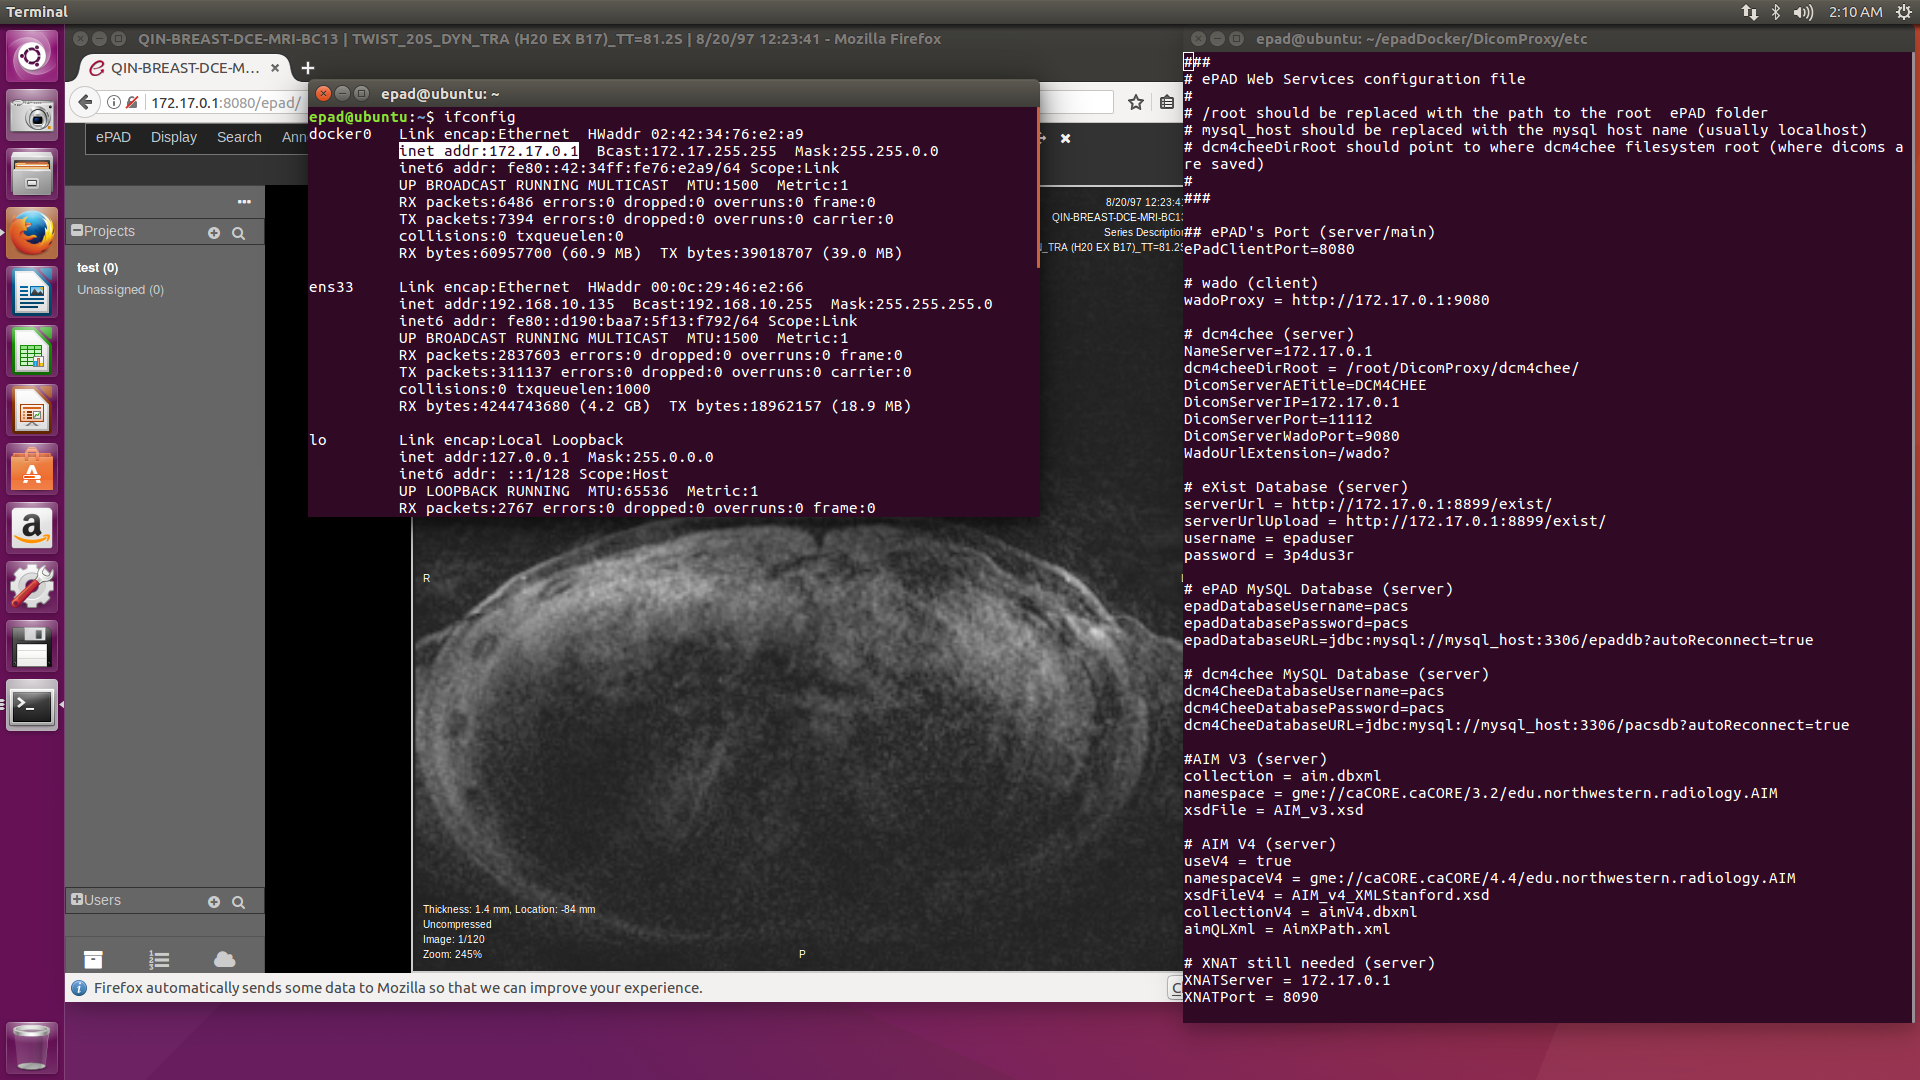 Terminal
2:10 AM
QIN-BREAST-DCE-MRI-BC13 | TWIST_20S_DYN_TRA (H20 EX B17)_TT=81.2S | 8/20/97 12:23:41 - Mozilla Firefox
QIN-BREAST-DCE-M...
172.17.0.1:8080/epad/
ePAD Display Search Ann
Projects
test (0)
Unassigned (0)
Users
epad@ubuntu: ~
epad@ubuntu:~$ ifconfig
docker0 Link encap:Ethernet HWaddr 02:42:34:76:e2:a9
inet addr:172.17.0.1 Bcast:172.17.255.255 Mask:255.255.0.0
inet6 addr: fe80::42:34ff:fe76:e2a9/64 Scope:Link
UP BROADCAST RUNNING MULTICAST MTU:1500 Metric:1
RX packets:6486 errors:0 dropped:0 overruns:0 frame:0
TX packets:7394 errors:0 dropped:0 overruns:0 carrier:0
collisions:0 txqueuelen:0
RX bytes:60957700 (60.9 MB) TX bytes:39018707 (39.0 MB)
ens33 Link encap:Ethernet HWaddr 00:0c:29:46:e2:66
inet addr:192.168.10.135 Bcast:192.168.10.255 Mask:255.255.255.0
inet6 addr: fe80::d190:baa7:5f13:f792/64 Scope:Link
UP BROADCAST RUNNING MULTICAST MTU:1500 Metric:1
RX packets:2837603 errors:0 dropped:0 overruns:0 frame:0
TX packets:311137 errors:0 dropped:0 overruns:0 carrier:0
collisions:0 txqueuelen:1000
RX bytes:4244743680 (4.2 GB) TX bytes:18962157 (18.9 MB)
lo Link encap:Local Loopback
inet addr:127.0.0.1 Mask:255.0.0.0
inet6 addr: ::1/128 Scope:Host
UP LOOPBACK RUNNING MTU:65536 Metric:1
RX packets:2767 errors:0 dropped:0 overruns:0 frame:0
8/20/97 12:23:4
QIN-BREAST-DCE-MRI-BC13
Series Description
_TRA (H20 EX B17)_TT=81.2S
R
Thickness: 1.4 mm, Location: -84 mm
Uncompressed
Image: 1/120
Zoom: 245%
P
Firefox automatically sends some data to Mozilla so that we can improve your experience.
C
epad@ubuntu: ~/epadDocker/DicomProxy/etc
###
# ePAD Web Services configuration file
#
# /root should be replaced with the path to the root ePAD folder
# mysql_host should be replaced with the mysql host name (usually localhost)
# dcm4cheeDirRoot should point to where dcm4chee filesystem root (where dicoms a
re saved)
#
###
## ePAD's Port (server/main)
ePadClientPort=8080
# wado (client)
wadoProxy = http://172.17.0.1:9080
# dcm4chee (server)
NameServer=172.17.0.1
dcm4cheeDirRoot = /root/DicomProxy/dcm4chee/
DicomServerAETitle=DCM4CHEE
DicomServerIP=172.17.0.1
DicomServerPort=11112
DicomServerWadoPort=9080
WadoUrlExtension=/wado?
# eXist Database (server)
serverUrl = http://172.17.0.1:8899/exist/
serverUrlUpload = http://172.17.0.1:8899/exist/
username = epaduser
password = 3p4dus3r
# ePAD MySQL Database (server)
epadDatabaseUsername=pacs
epadDatabasePassword=pacs
epadDatabaseURL=jdbc:mysql://mysql_host:3306/epaddb?autoReconnect=true
# dcm4chee MySQL Database (server)
dcm4CheeDatabaseUsername=pacs
dcm4CheeDatabasePassword=pacs
dcm4CheeDatabaseURL=jdbc:mysql://mysql_host:3306/pacsdb?autoReconnect=true
#AIM V3 (server)
collection = aim.dbxml
namespace = gme://caCORE.caCORE/3.2/edu.northwestern.radiology.AIM
xsdFile = AIM_v3.xsd
# AIM V4 (server)
useV4 = true
namespaceV4 = gme://caCORE.caCORE/4.4/edu.northwestern.radiology.AIM
xsdFileV4 = AIM_v4_XMLStanford.xsd
collectionV4 = aimV4.dbxml
aimQLXml = AimXPath.xml
# XNAT still needed (server)
XNATServer = 172.17.0.1
XNATPort = 8090